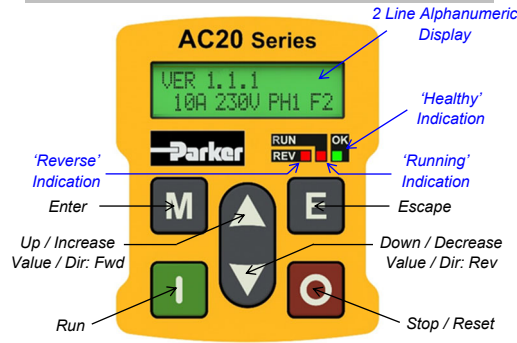 2 Line Alphanumeric
Display
AC20 Series
VER 1.1.1
10A 230V PH1 F2
'Healthy'
Indication
Parker
RUN
OK
REV
'Reverse'
Indication
'Running'
Indication
M
E
Enter
Escape
Up / Increase
Value / Dir: Fwd
Down / Decrease
Value / Dir: Rev
I
O
Run
Stop / Reset